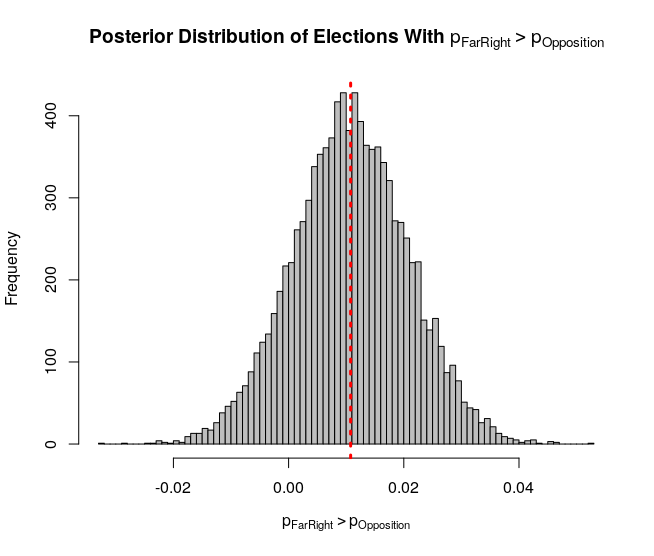 Posterior Distribution of Elections With pFarRight > pOpposition
Frequency
400
300
200
100
0
-0.02 0.00 0.02 0.04
pFarRight > pOpposition